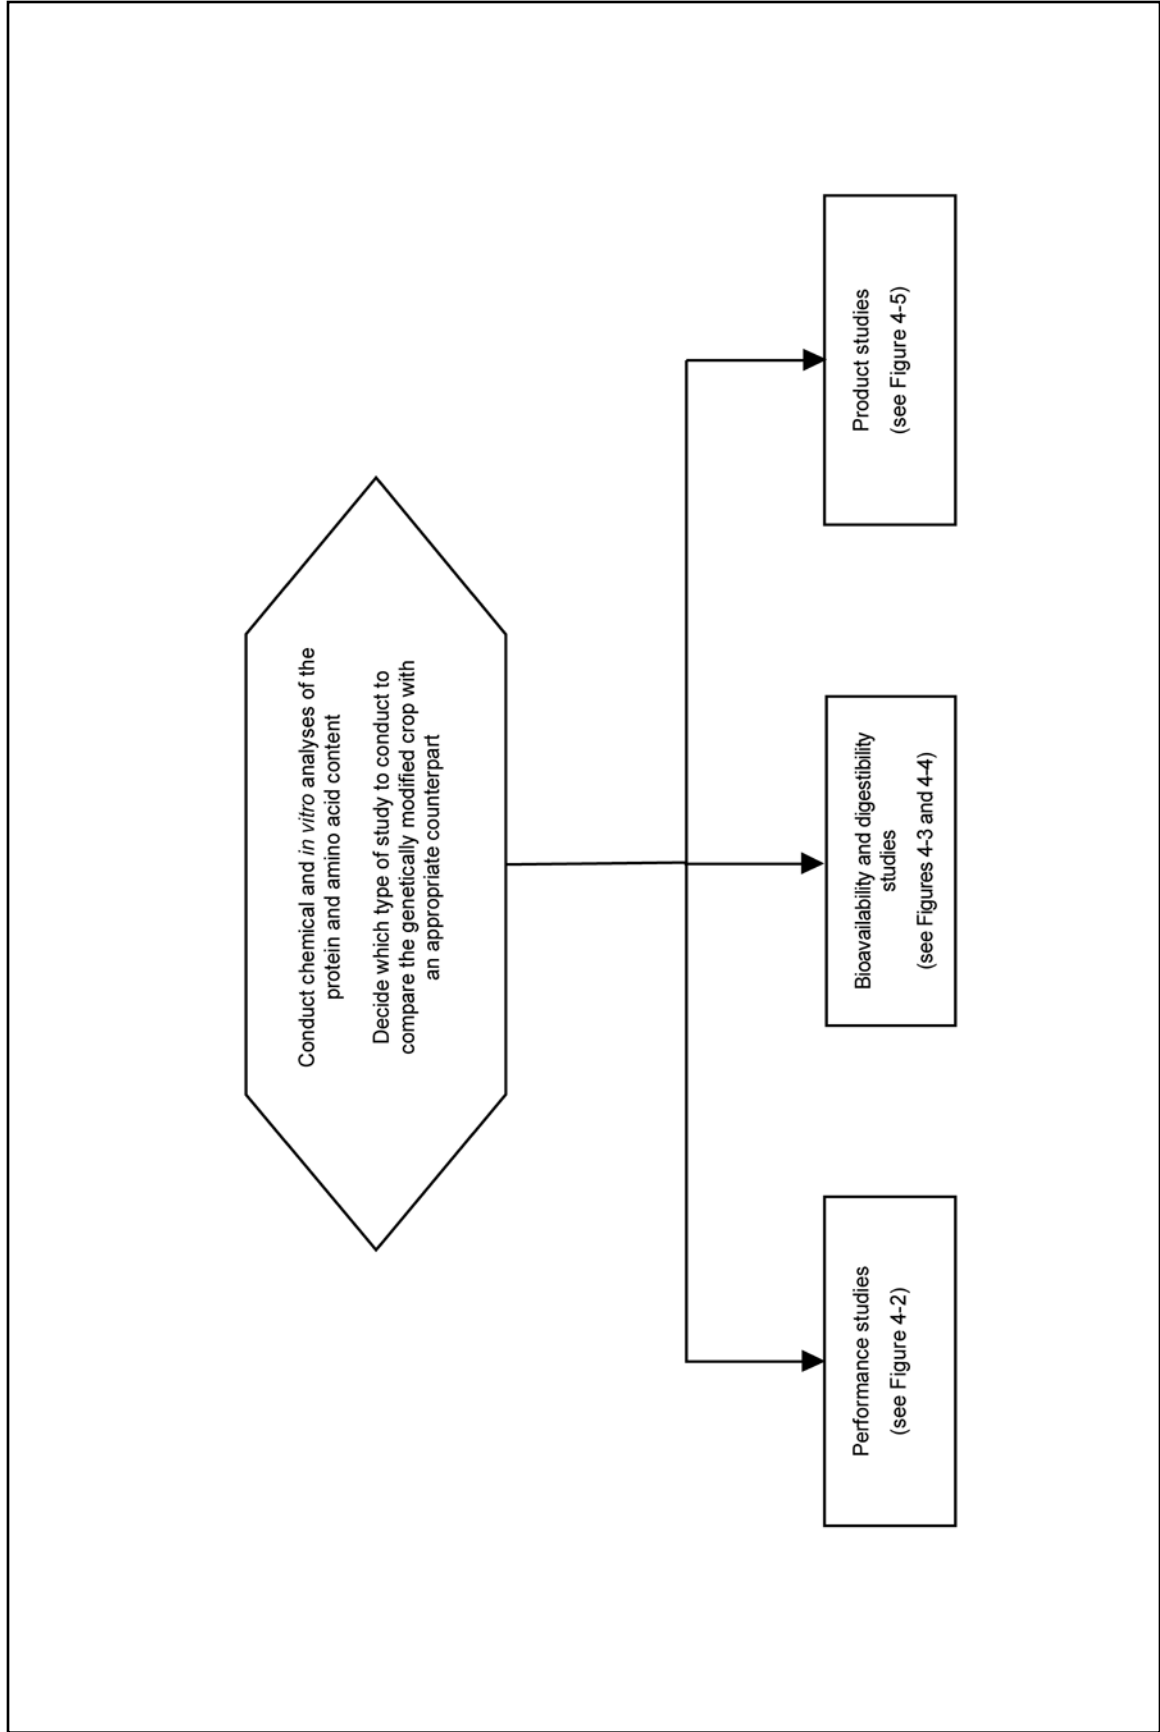 Conduct chemical and in vitro analyses of the
protein and amino acid content
Decide which type of study to conduct to
compare the genetically modified crop with
an appropriate counterpart
Performance studies
(see Figure 4-2)
Bioavailability and digestibility
studies
(see Figures 4-3 and 4-4)
Product studies
(see Figure 4-5)